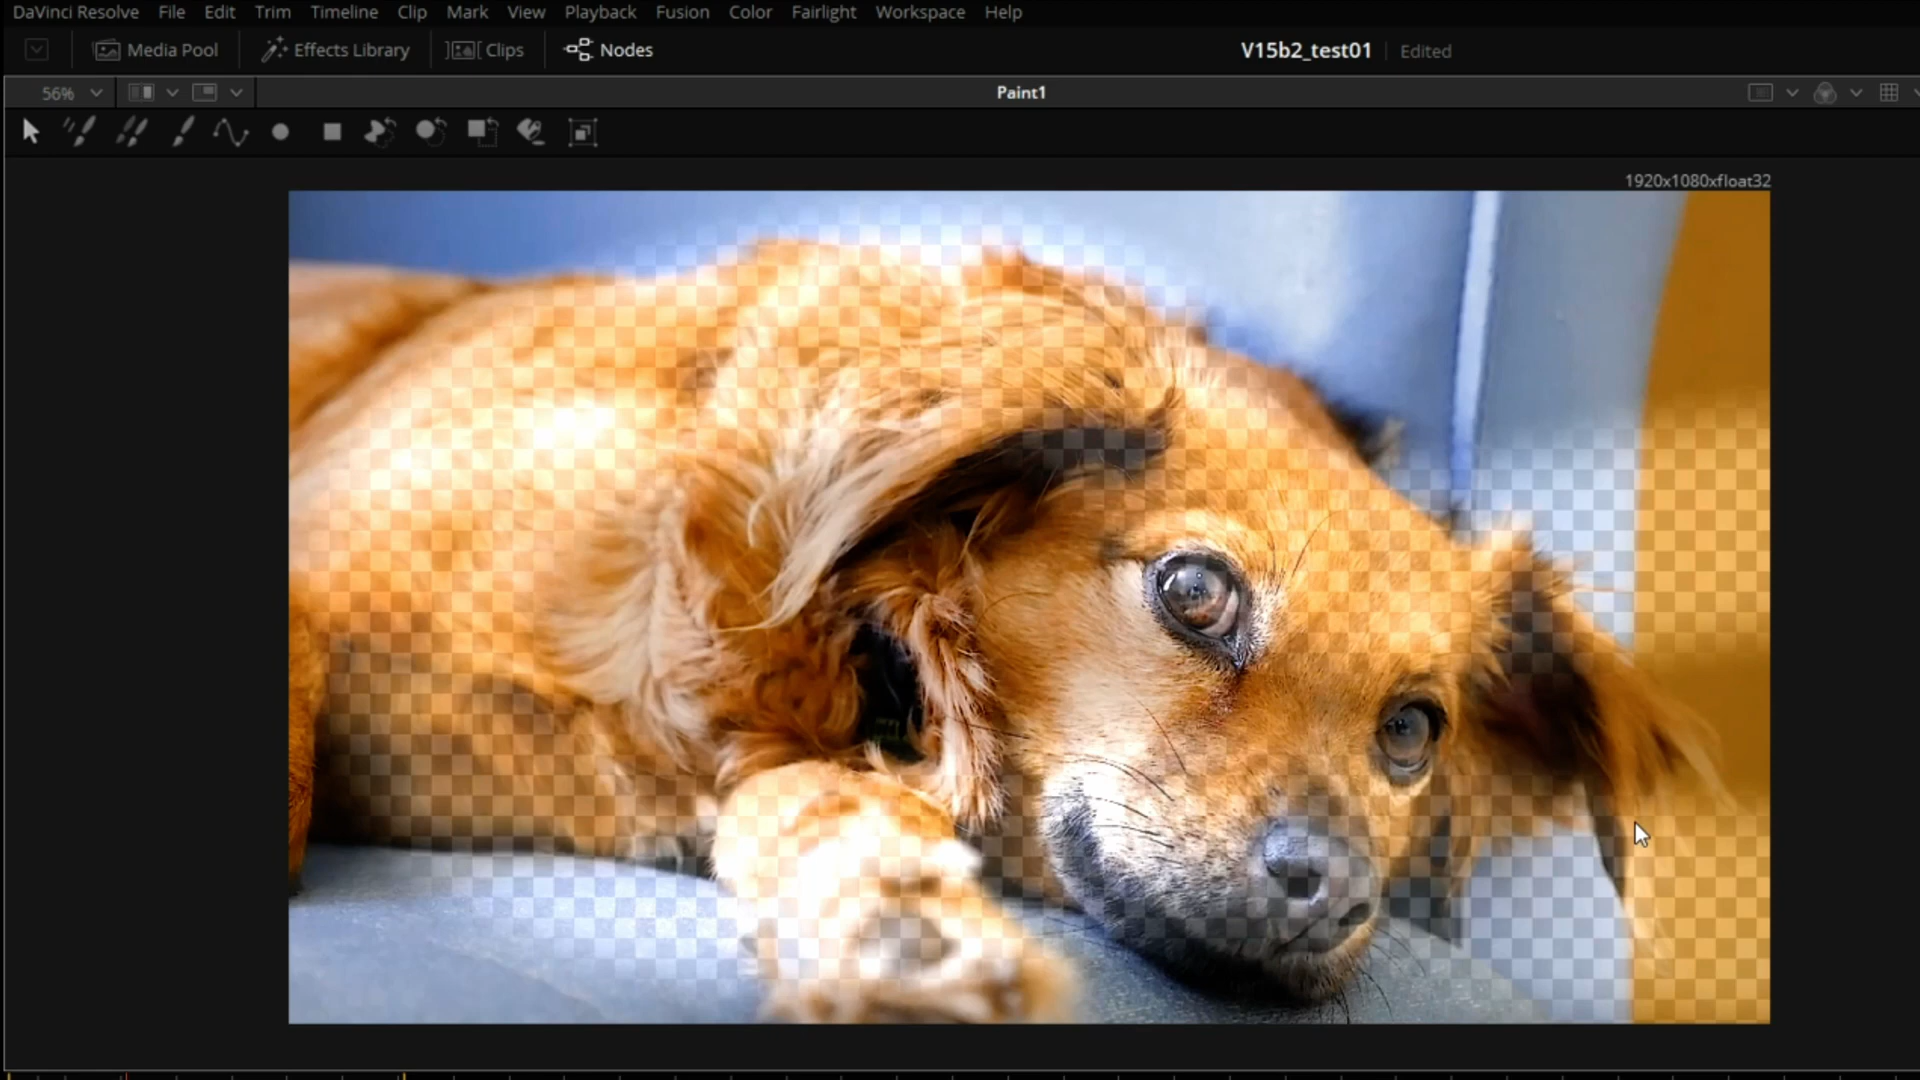 DaVinci Resolve File Edit Trim Timeline Clip Mark View Playback Fusion Color Fairlight Workspace Help
Media Pool Effects Library Clips Nodes V15b2_test01 Edited
56% Paint1
1920x1080xfloat32